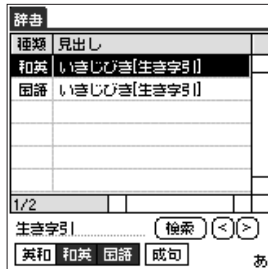 辞書
種類 見出し
和英 いきじびき[生き字引]
国語 いきじびき[生き字引]
1/2
生き字引 検索 < >
英和 和英 国語 成句 あ